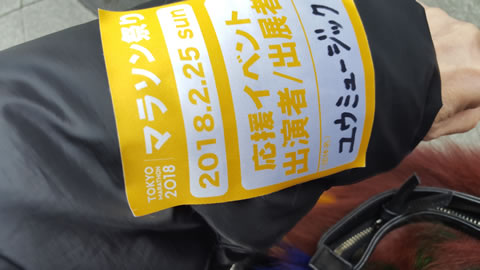 TOKYO
MARATHON
2018
マラソン祭り
2018.2.25 sun
応援イベント
出演者/出展者
ユウミュージック